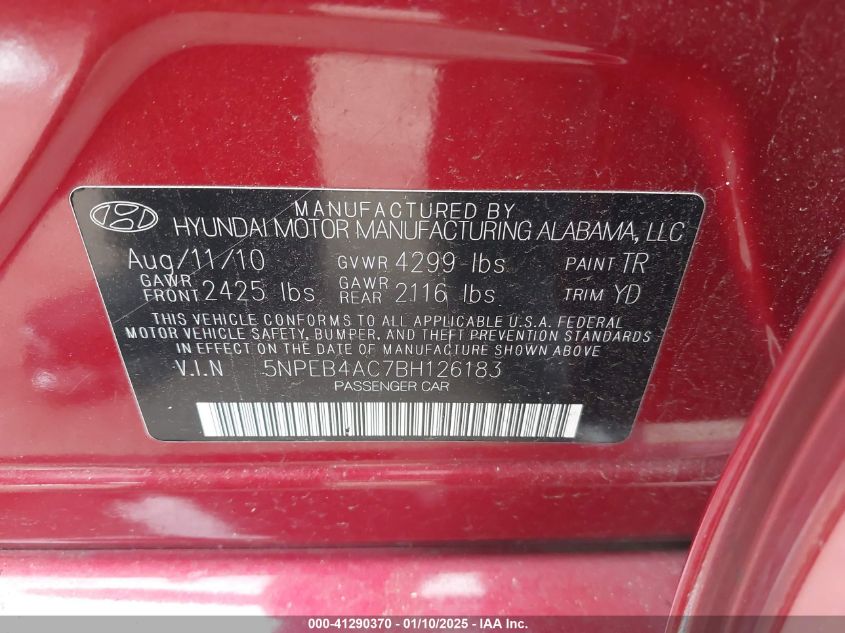 MANUFACTURED BY
HYUNDAI MOTOR MANUFACTURING ALABAMA, LLC
Aug/11/10 GVWR 4299 lbs PAINT TR
GAWR FRONT 2425 lbs GAWR REAR 2116 lbs TRIM YD
THIS VEHICLE CONFORMS TO ALL APPLICABLE U.S.A. FEDERAL
MOTOR VEHICLE SAFETY, BUMPER, AND THEFT PREVENTION STANDARDS
IN EFFECT ON THE DATE OF MANUFACTURE SHOWN ABOVE
V.I.N 5NPEB4AC7BH126183
PASSENGER CAR
000-41290370 — 01/10/2025 — IAA Inc.